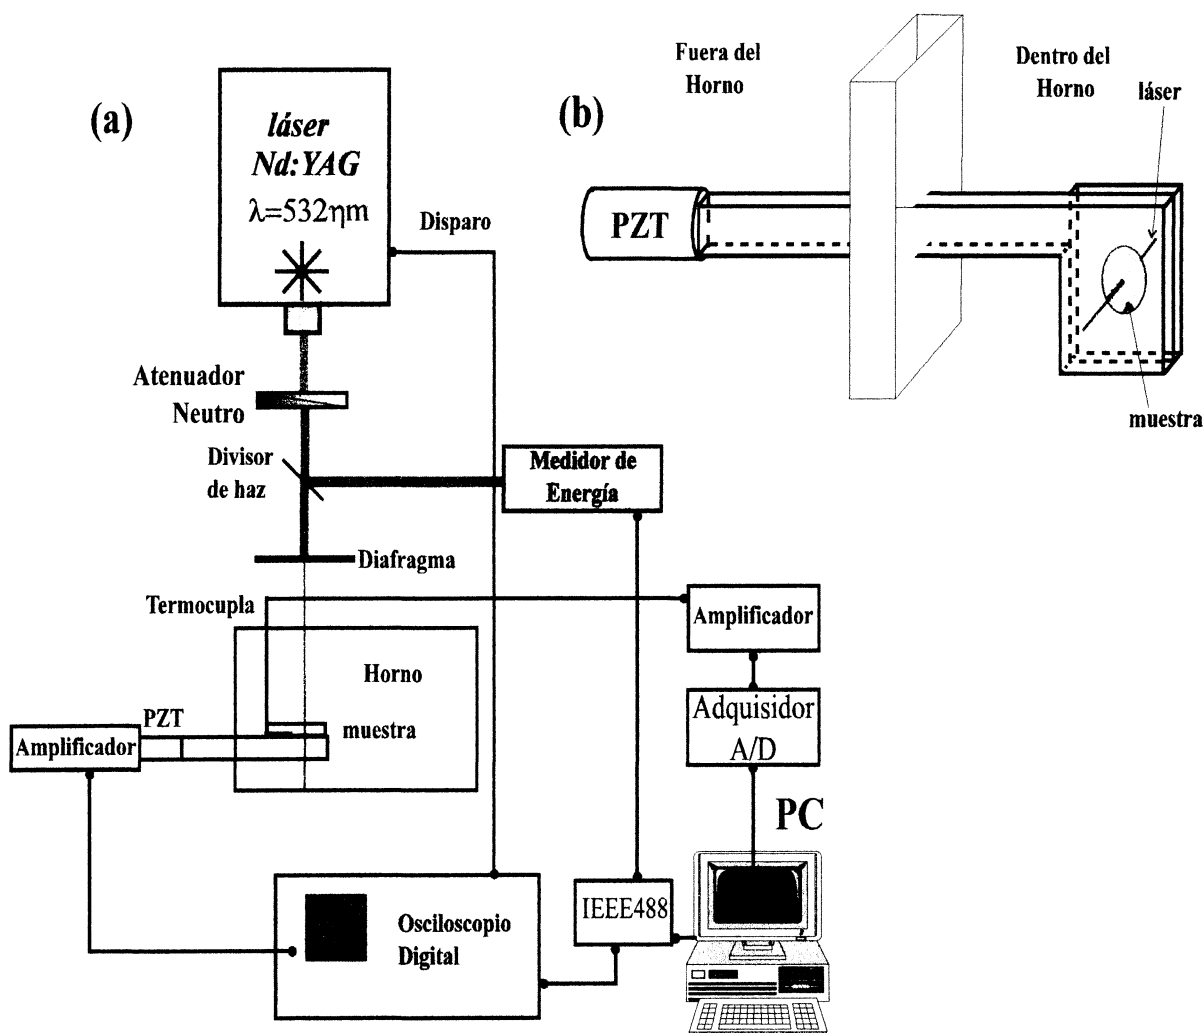 (a)
láser
Nd:YAG
λ=532ηm
Disparo
Atenuador
Neutro
Divisor
de haz
Medidor de
Energía
Diafragma
Termocupla
Amplificador
Horno
PZT
muestra
Amplificador
Adquisidor
A/D
PC
Osciloscopio
Digital
IEEE488
(b)
Fuera del
Horno
Dentro del
Horno
láser
PZT
muestra